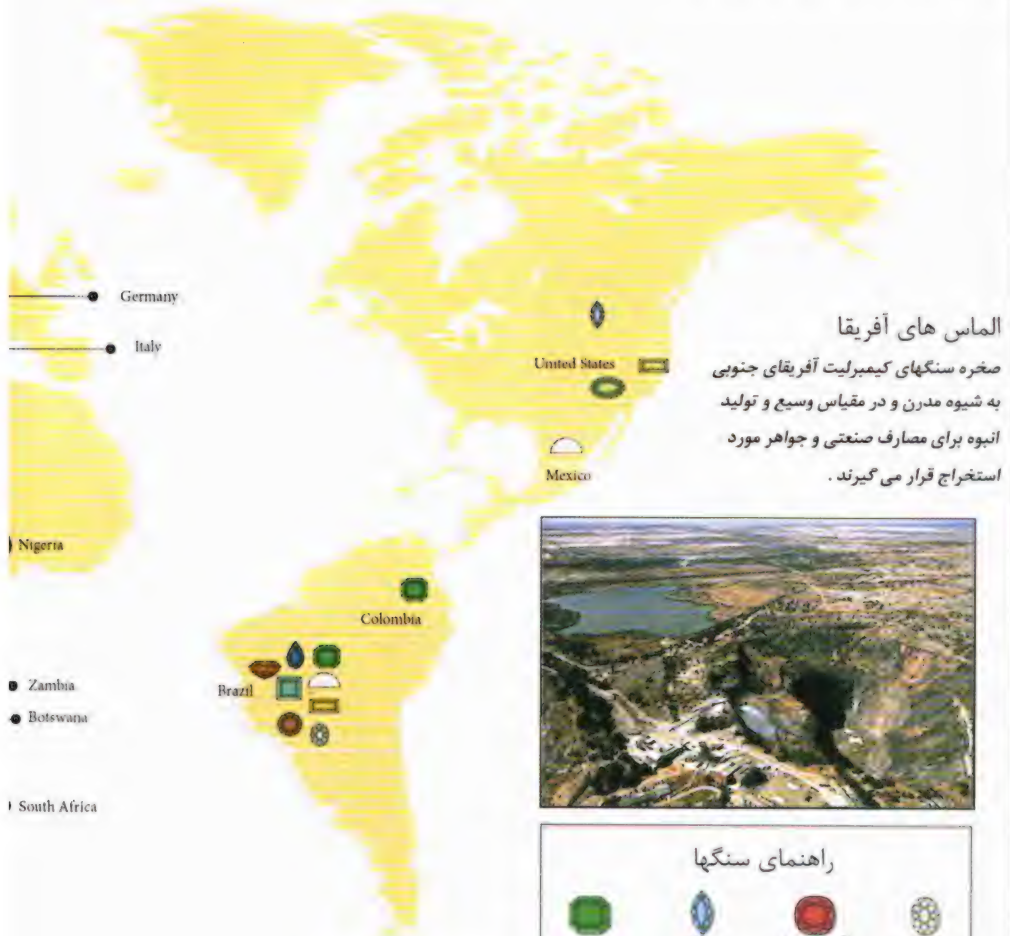 Germany
Italy
United States
Mexico
Nigeria
Colombia
Brazil
Zambia
Botswana
South Africa
الماس های آفریقا
صخره سنگهای کیمبرلیت آفریقای جنوبی
به شیوه مدرن و در مقیاس وسیع و تولید
انبوه برای مصارف صنعتی و جواهر مورد
استخراج قرار می گیرند .
راهنمای سنگها